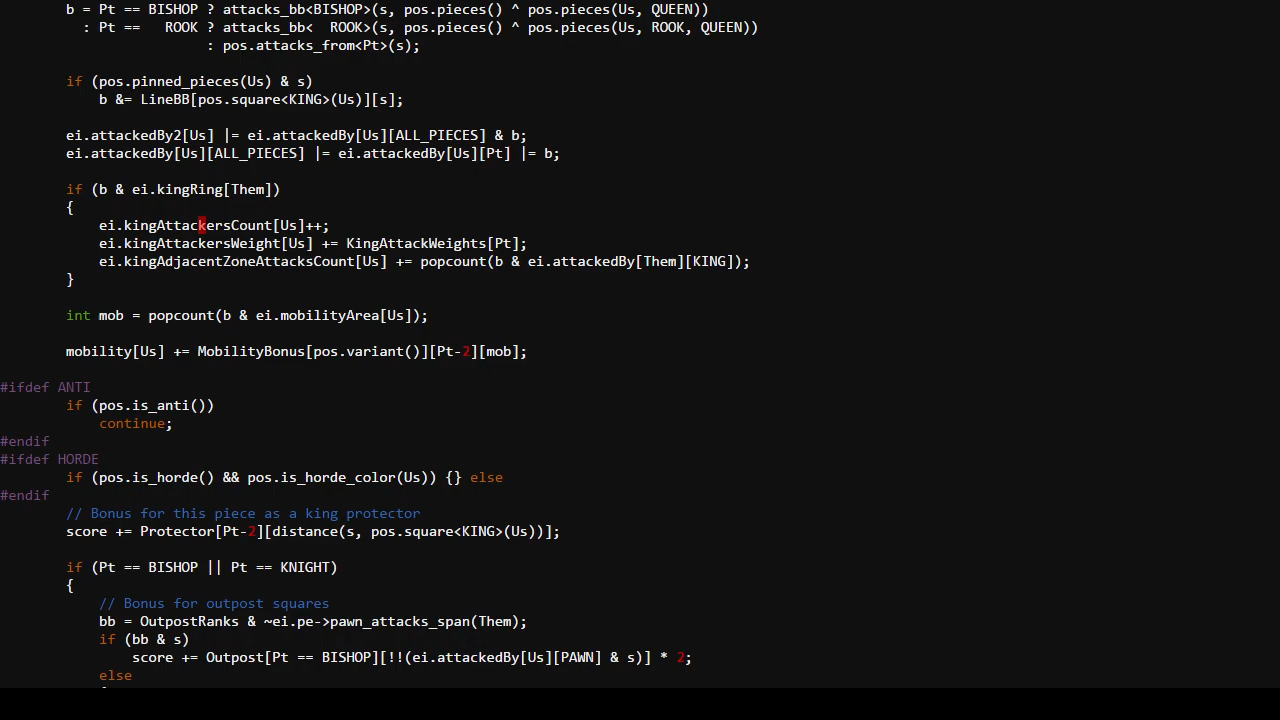 b = Pt == BISHOP ? attacks_bb<BISHOP>(s, pos.pieces() ^ pos.pieces(Us, QUEEN))
: Pt ==   ROOK ? attacks_bb<  ROOK>(s, pos.pieces() ^ pos.pieces(Us, ROOK, QUEEN))
: pos.attacks_from<Pt>(s);
if (pos.pinned_pieces(Us) & s)
b &= LineBB[pos.square<KING>(Us)][s];
ei.attackedBy2[Us] |= ei.attackedBy[Us][ALL_PIECES] & b;
ei.attackedBy[Us][ALL_PIECES] |= ei.attackedBy[Us][Pt] |= b;
if (b & ei.kingRing[Them])
{
ei.kingAttackersCount[Us]++;
ei.kingAttackersWeight[Us] += KingAttackWeights[Pt];
ei.kingAdjacentZoneAttacksCount[Us] += popcount(b & ei.attackedBy[Them][KING]);
}
int mob = popcount(b & ei.mobilityArea[Us]);
mobility[Us] += MobilityBonus[pos.variant()][Pt-2][mob];
#ifdef ANTI
if (pos.is_anti())
continue;
#endif
#ifdef HORDE
if (pos.is_horde() && pos.is_horde_color(Us)) {} else
#endif
// Bonus for this piece as a king protector
score += Protector[Pt-2][distance(s, pos.square<KING>(Us))];
if (Pt == BISHOP || Pt == KNIGHT)
{
// Bonus for outpost squares
bb = OutpostRanks & ~ei.pe->pawn_attacks_span(Them);
if (bb & s)
score += Outpost[Pt == BISHOP][!!(ei.attackedBy[Us][PAWN] & s)] * 2;
else